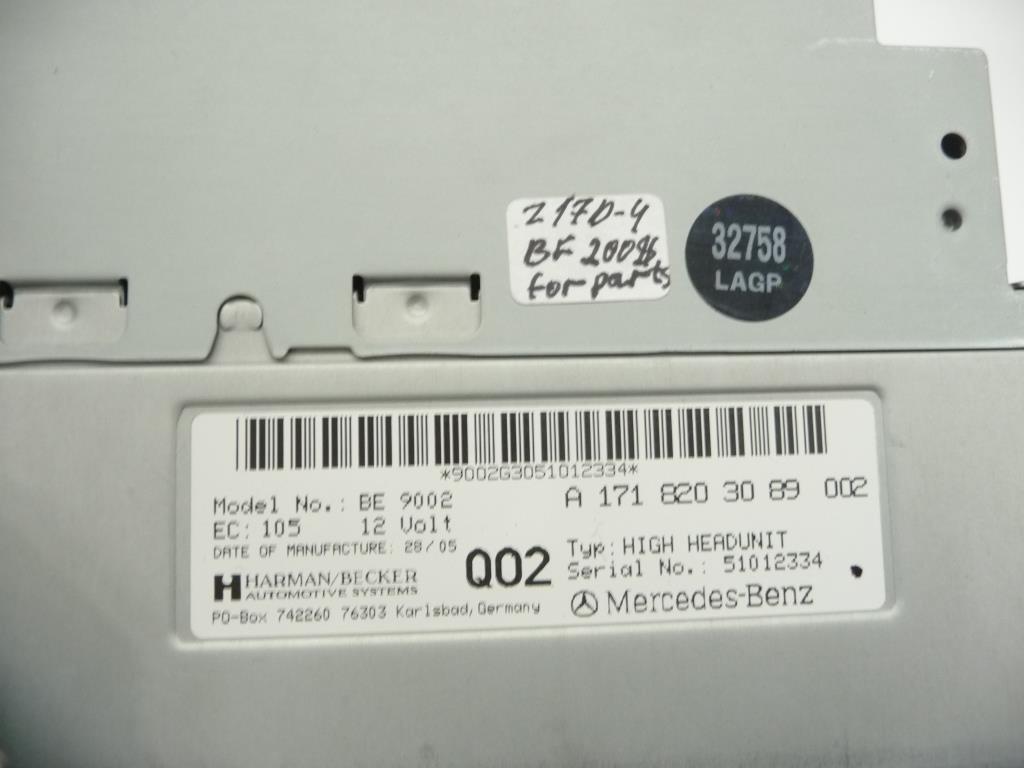 Z17D-4
for parts
32758
LAGP
*9002G3051012334*
Model No.: BE 9002
A 171 820 30 89 002
EC: 105 12 Volt
DATE OF MANUFACTURE: 28/05
Q02
Typ: HIGH HEADUNIT
Serial No.: 51012334
HARMAN/BECKER
AUTOMOTIVE SYSTEMS
Mercedes-Benz
PO-Box 742260 76303 Karlsbad, Germany